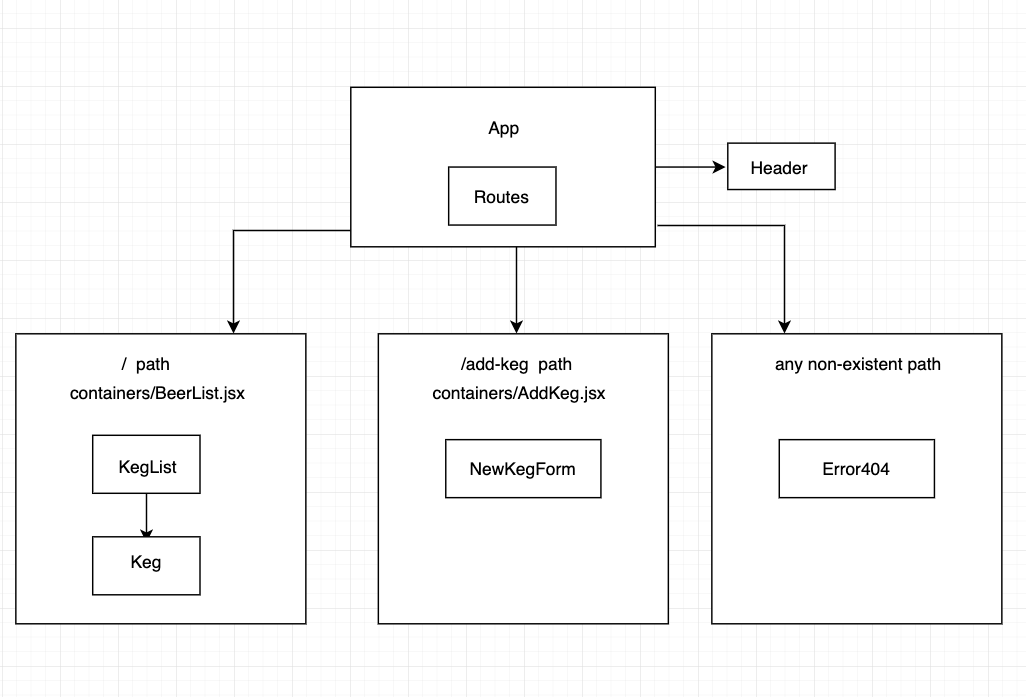 App
Header
Routes
/ path
containers/BeerList.jsx
KegList
Keg
/add-keg path
containers/AddKeg.jsx
NewKegForm
any non-existent path
Error404